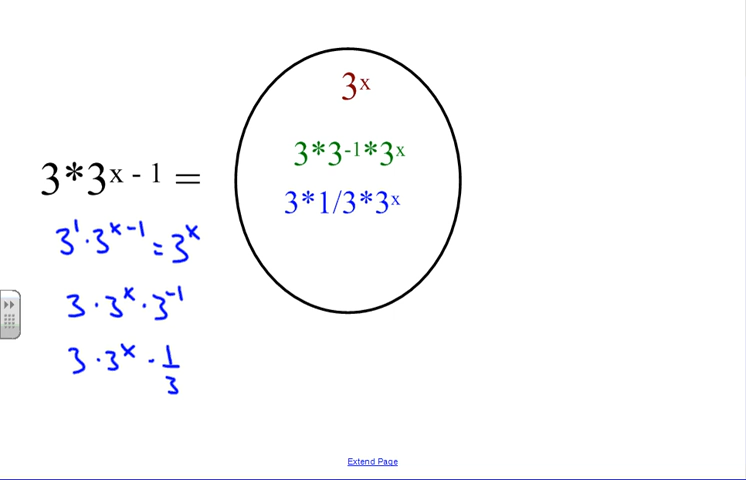 3ˣ
3*3⁻¹*3ˣ
3*3ˣ ⁻ ¹ =
3*1/3*3ˣ
3¹·3ˣ⁻¹=3ˣ
3·3ˣ·3⁻¹
3·3ˣ·1/3
Extend Page